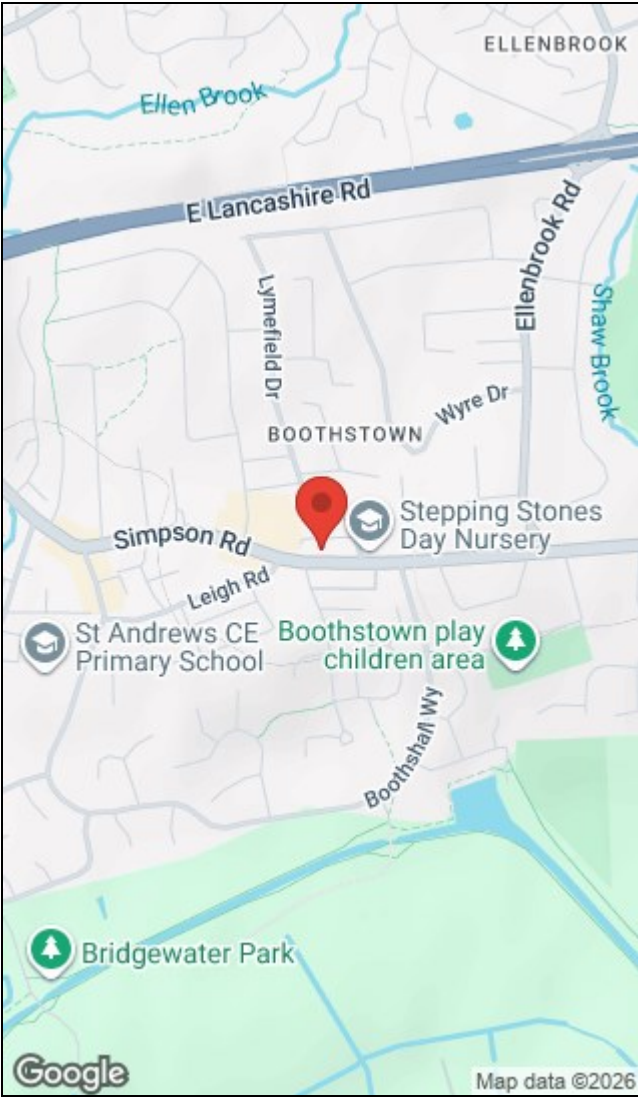 ELLENBROOK
Ellen Brook
E Lancashire Rd
Ellenbrook Rd
Lymefield Dr
Shaw Brook
Wyre Dr
BOOTHSTOWN
Stepping Stones
Day Nursery
Simpson Rd
Leigh Rd
St Andrews CE
Primary School
Boothstown play
children area
Boothshall Wy
Bridgewater Park
Google
Map data ©2026